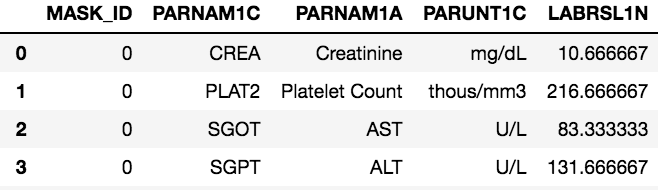 MASK_ID PARNAM1C PARNAM1A PARUNT1C LABRSL1N
0 0 CREA Creatinine mg/dL 10.666667
1 0 PLAT2 Platelet Count thous/mm3 216.666667
2 0 SGOT AST U/L 83.333333
3 0 SGPT ALT U/L 131.666667